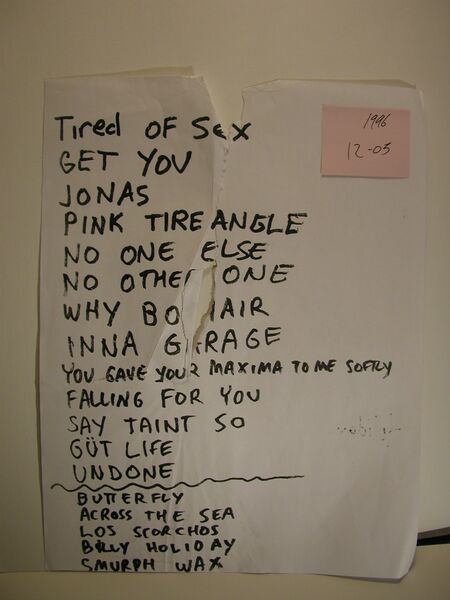 Tired OF Sex
GET YOU
JONAS
PINK TIRE ANGLE
NO ONE ELSE
NO OTHER ONE
WHY BO HAIR
INNA GARAGE
YOU GAVE YOUR MAXIMA TO ME SOFTLY
FALLING FOR YOU
SAY TAINT SO
GÜT LIFE
UNDONE
BUTTERFLY
ACROSS THE SEA
LOS SCORCHOS
BILLY HOLIDAY
SMURPH WAX
1996
12-05